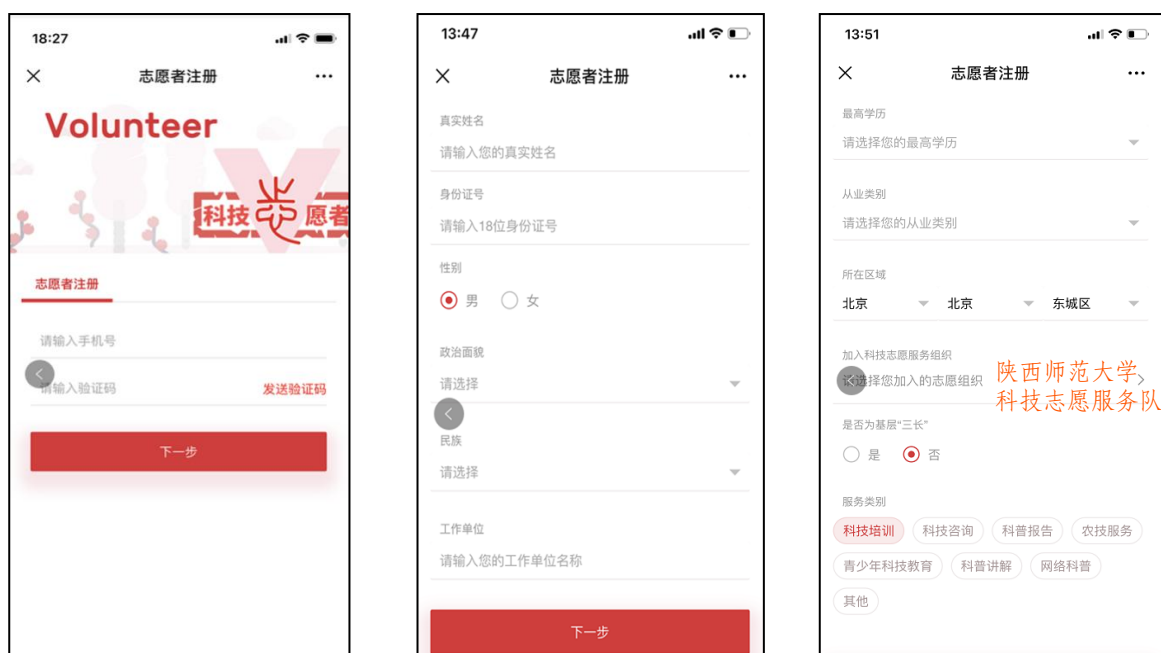 18:27
志愿者注册
Volunteer
科技志愿者
志愿者注册
请输入手机号
请输入验证码
发送验证码
下一步
13:47
志愿者注册
真实姓名
请输入您的真实姓名
身份证号
请输入18位身份证号
性别
男 女
政治面貌
请选择
民族
请选择
工作单位
请输入您的工作单位名称
下一步
13:51
志愿者注册
最高学历
请选择您的最高学历
从业类别
请选择您的从业类别
所在区域
北京 北京 东城区
加入科技志愿服务组织
请选择您加入的志愿组织
陕西师范大学
科技志愿服务队
是否为基层“三长”
是 否
服务类别
科技培训 科技咨询 科普报告 农技服务
青少年科技教育 科普讲解 网络科普
其他